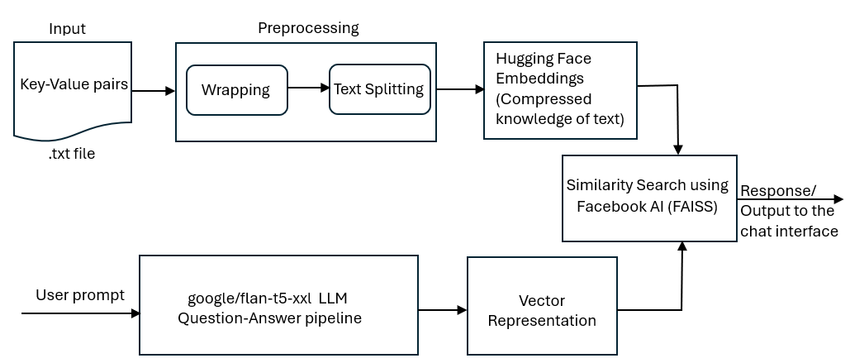 Input
Preprocessing
Key-Value pairs
Wrapping
Text Splitting
Hugging Face
Embeddings
(Compressed
knowledge of text)
.txt file
Similarity Search using
Facebook AI (FAISS)
Response/
Output to the
chat interface
User prompt
google/flan-t5-xxl LLM
Question-Answer pipeline
Vector
Representation